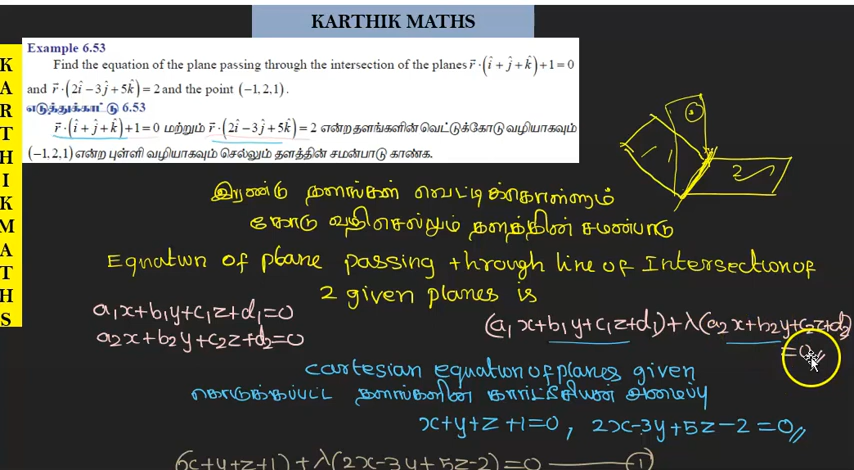 KARTHIK MATHS
KARTHIK MATHS
Example 6.53
Find the equation of the plane passing through the intersection of the planes r⃗ · (î + ĵ + k̂) + 1 = 0
and r⃗ · (2î − 3ĵ + 5k̂) = 2 and the point (−1, 2, 1).
எடுத்துக்காட்டு 6.53
r⃗ · (î + ĵ + k̂) + 1 = 0 மற்றும் r⃗ · (2î − 3ĵ + 5k̂) = 2 என்ற தளங்களின் வெட்டுக்கோடு வழியாகவும்
(−1, 2, 1) என்ற புள்ளி வழியாகவும் செல்லும் தளத்தின் சமன்பாடு காண்க.
1
2
இரண்டு தளங்கள் வெட்டிக்கொள்ளும்
கோடு வழி செல்லும் தளத்தின் சமன்பாடு
Equation of plane passing through line of Intersection of
2 given planes is
a₁x+b₁y+c₁z+d₁=0
a₂x+b₂y+c₂z+d₂=0
(a₁x+b₁y+c₁z+d₁)+λ(a₂x+b₂y+c₂z+d₂)
=0
Cartesian equation of planes given
கொடுக்கப்பட்ட தளங்களின் கார்ட்டீசியன் அமைப்பு
x+y+z+1=0, 2x-3y+5z-2=0
(x+y+z+1)+λ(2x-3y+5z-2)=0 — ①